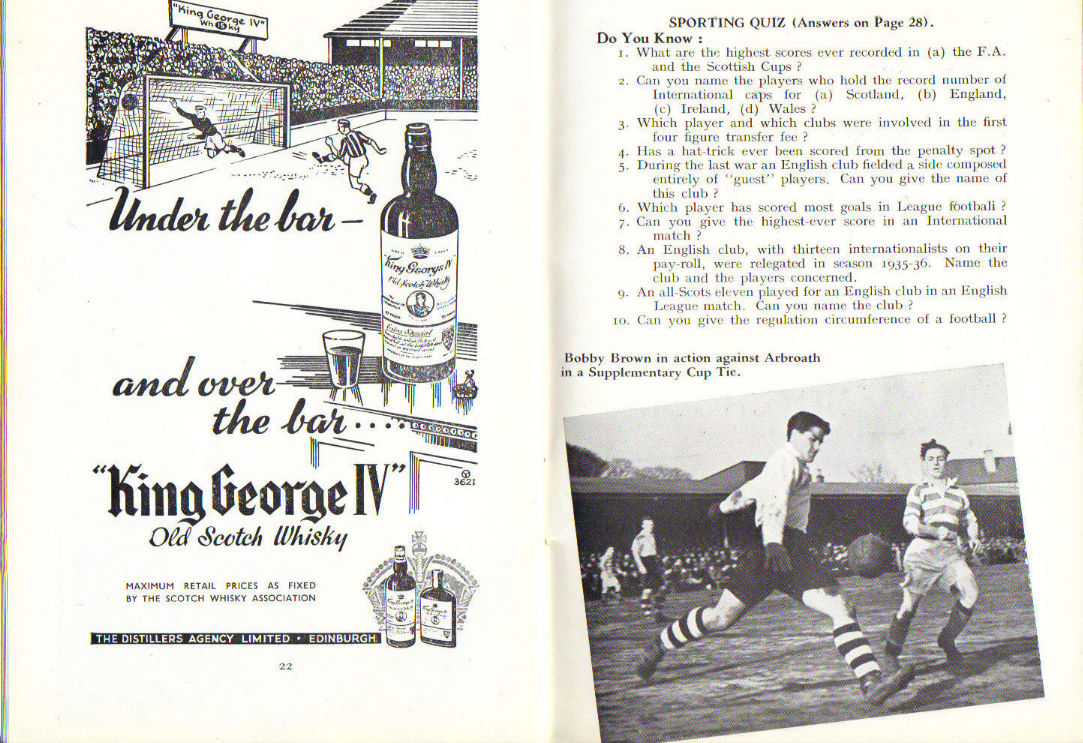 "King George IV"
Whisky
Under the bar —
King George IV
Old Scotch Whisky
Extra Special
and over
the bar ....
"King George IV"
3621
Old Scotch Whisky
MAXIMUM RETAIL PRICES AS FIXED
BY THE SCOTCH WHISKY ASSOCIATION
THE DISTILLERS AGENCY LIMITED • EDINBURGH
22
SPORTING QUIZ (Answers on Page 28).
Do You Know :
1. What are the highest scores ever recorded in (a) the F.A.
and the Scottish Cups ?
2. Can you name the players who hold the record number of
International caps for (a) Scotland, (b) England,
(c) Ireland, (d) Wales ?
3. Which player and which clubs were involved in the first
four figure transfer fee ?
4. Has a hat-trick ever been scored from the penalty spot ?
5. During the last war an English club fielded a side composed
entirely of "guest" players. Can you give the name of
this club ?
6. Which player has scored most goals in League football ?
7. Can you give the highest-ever score in an International
match ?
8. An English club, with thirteen internationalists on their
pay-roll, were relegated in season 1935-36. Name the
club and the players concerned.
9. An all-Scots eleven played for an English club in an English
League match. Can you name the club ?
10. Can you give the regulation circumference of a football ?
Bobby Brown in action against Arbroath
in a Supplementary Cup Tie.